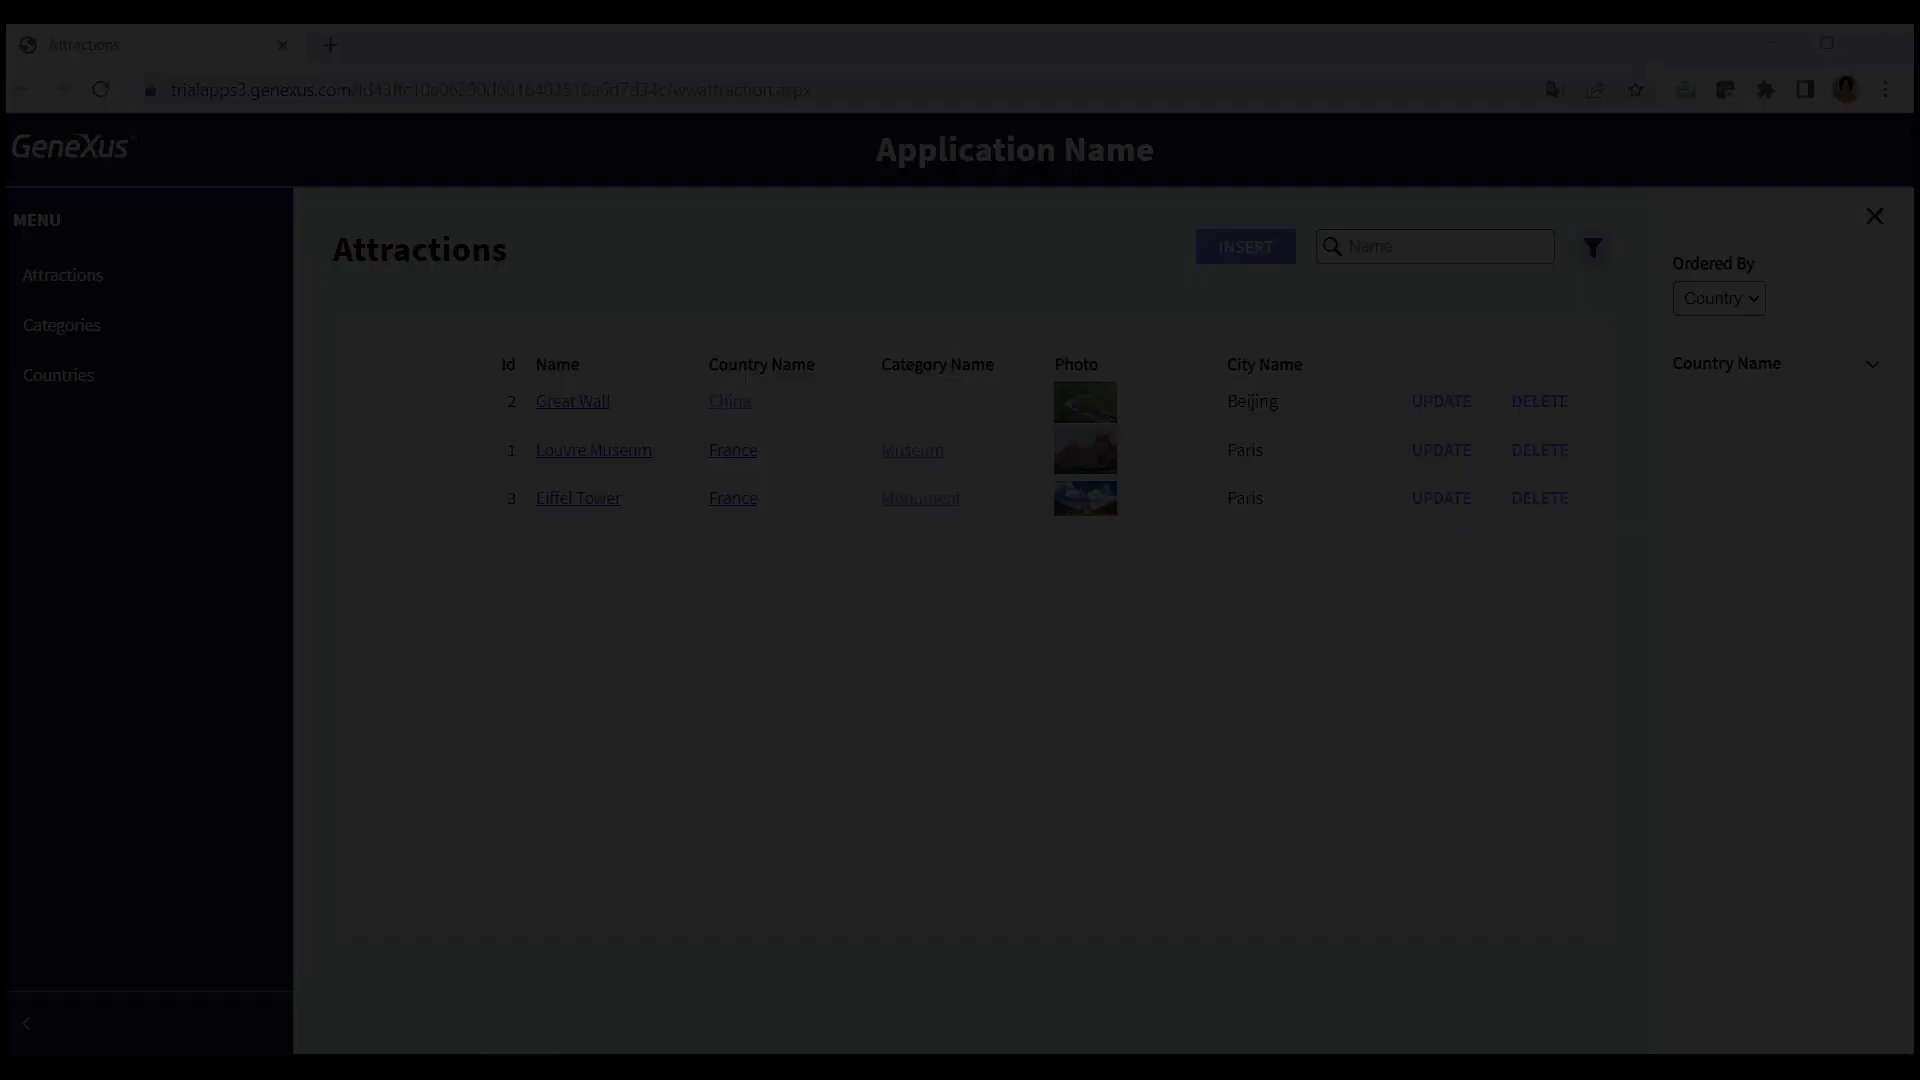 Attractions
trialapps3.genexus.com
GeneXus
Application Name
MENU
Attractions
Categories
Countries
Attractions
INSERT
Name
Ordered By
Country
Country Name
Id Name Country Name Category Name Photo City Name
2 Great Wall China Beijing UPDATE DELETE
1 Louvre Museum France Museum Paris UPDATE DELETE
3 Eiffel Tower France Monument Paris UPDATE DELETE